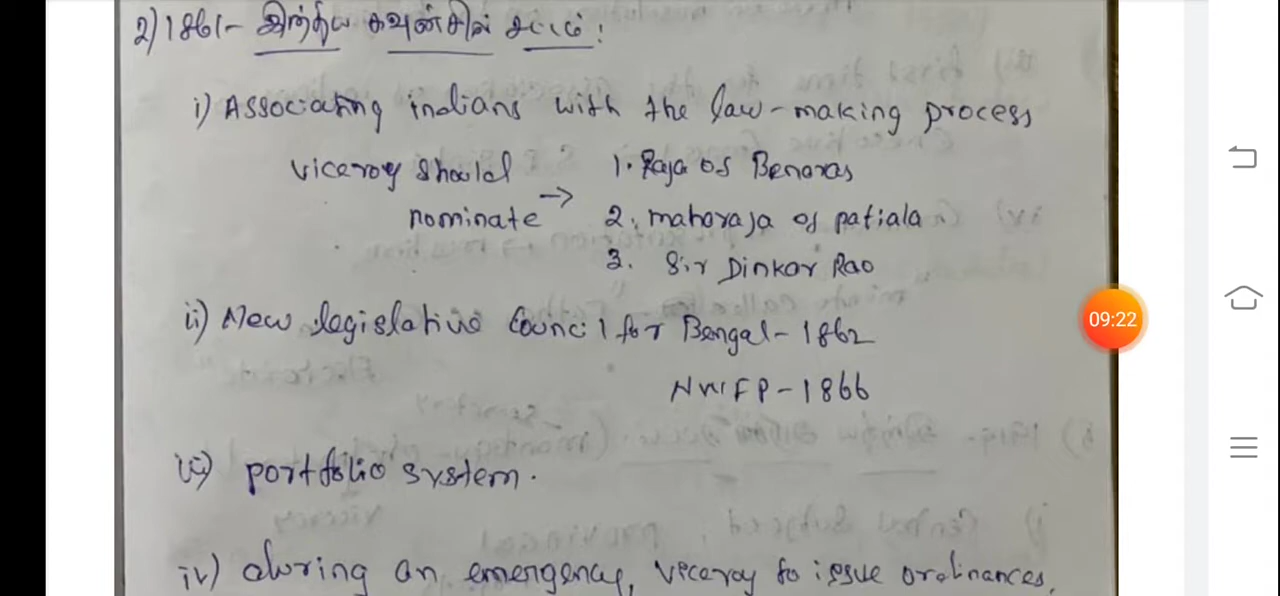 2) 1861 - இந்திய கவுன்சில் சட்டம் :
i) Associating indians with the law-making process
viceroy should 1. Raja of Benaras
nominate → 2. maharaja of patiala
3. Sir Dinkar Rao
ii) New legislative Council for Bengal - 1862
NWFP - 1866
09:22
iii) portfolio system.
iv) during an emergency, viceroy to issue ordinances.